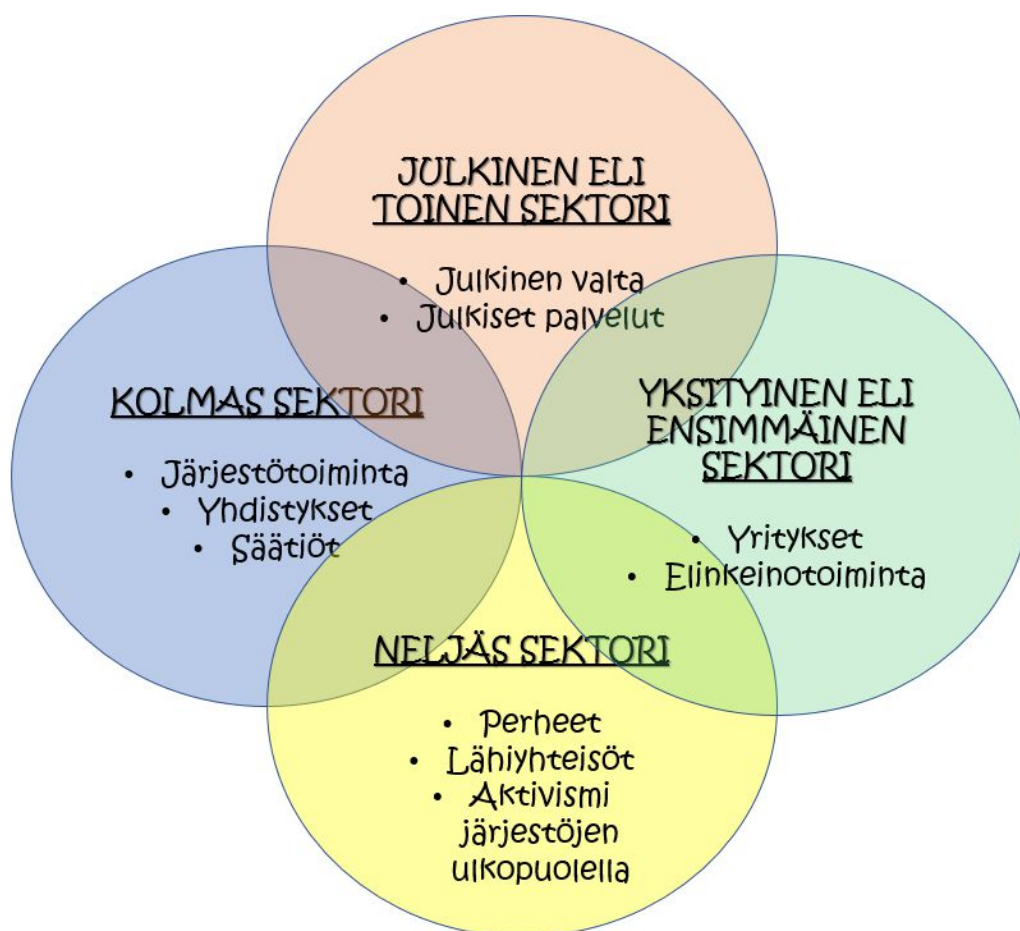 JULKINEN ELI
TOINEN SEKTORI
• Julkinen valta
• Julkiset palvelut
KOLMAS SEKTORI
• Järjestötoiminta
• Yhdistykset
• Säätiöt
YKSITYINEN ELI
ENSIMMÄINEN
SEKTORI
• Yritykset
• Elinkeinotoiminta
NELJÄS SEKTORI
• Perheet
• Lähiyhteisöt
• Aktivismi
järjestöjen
ulkopuolella